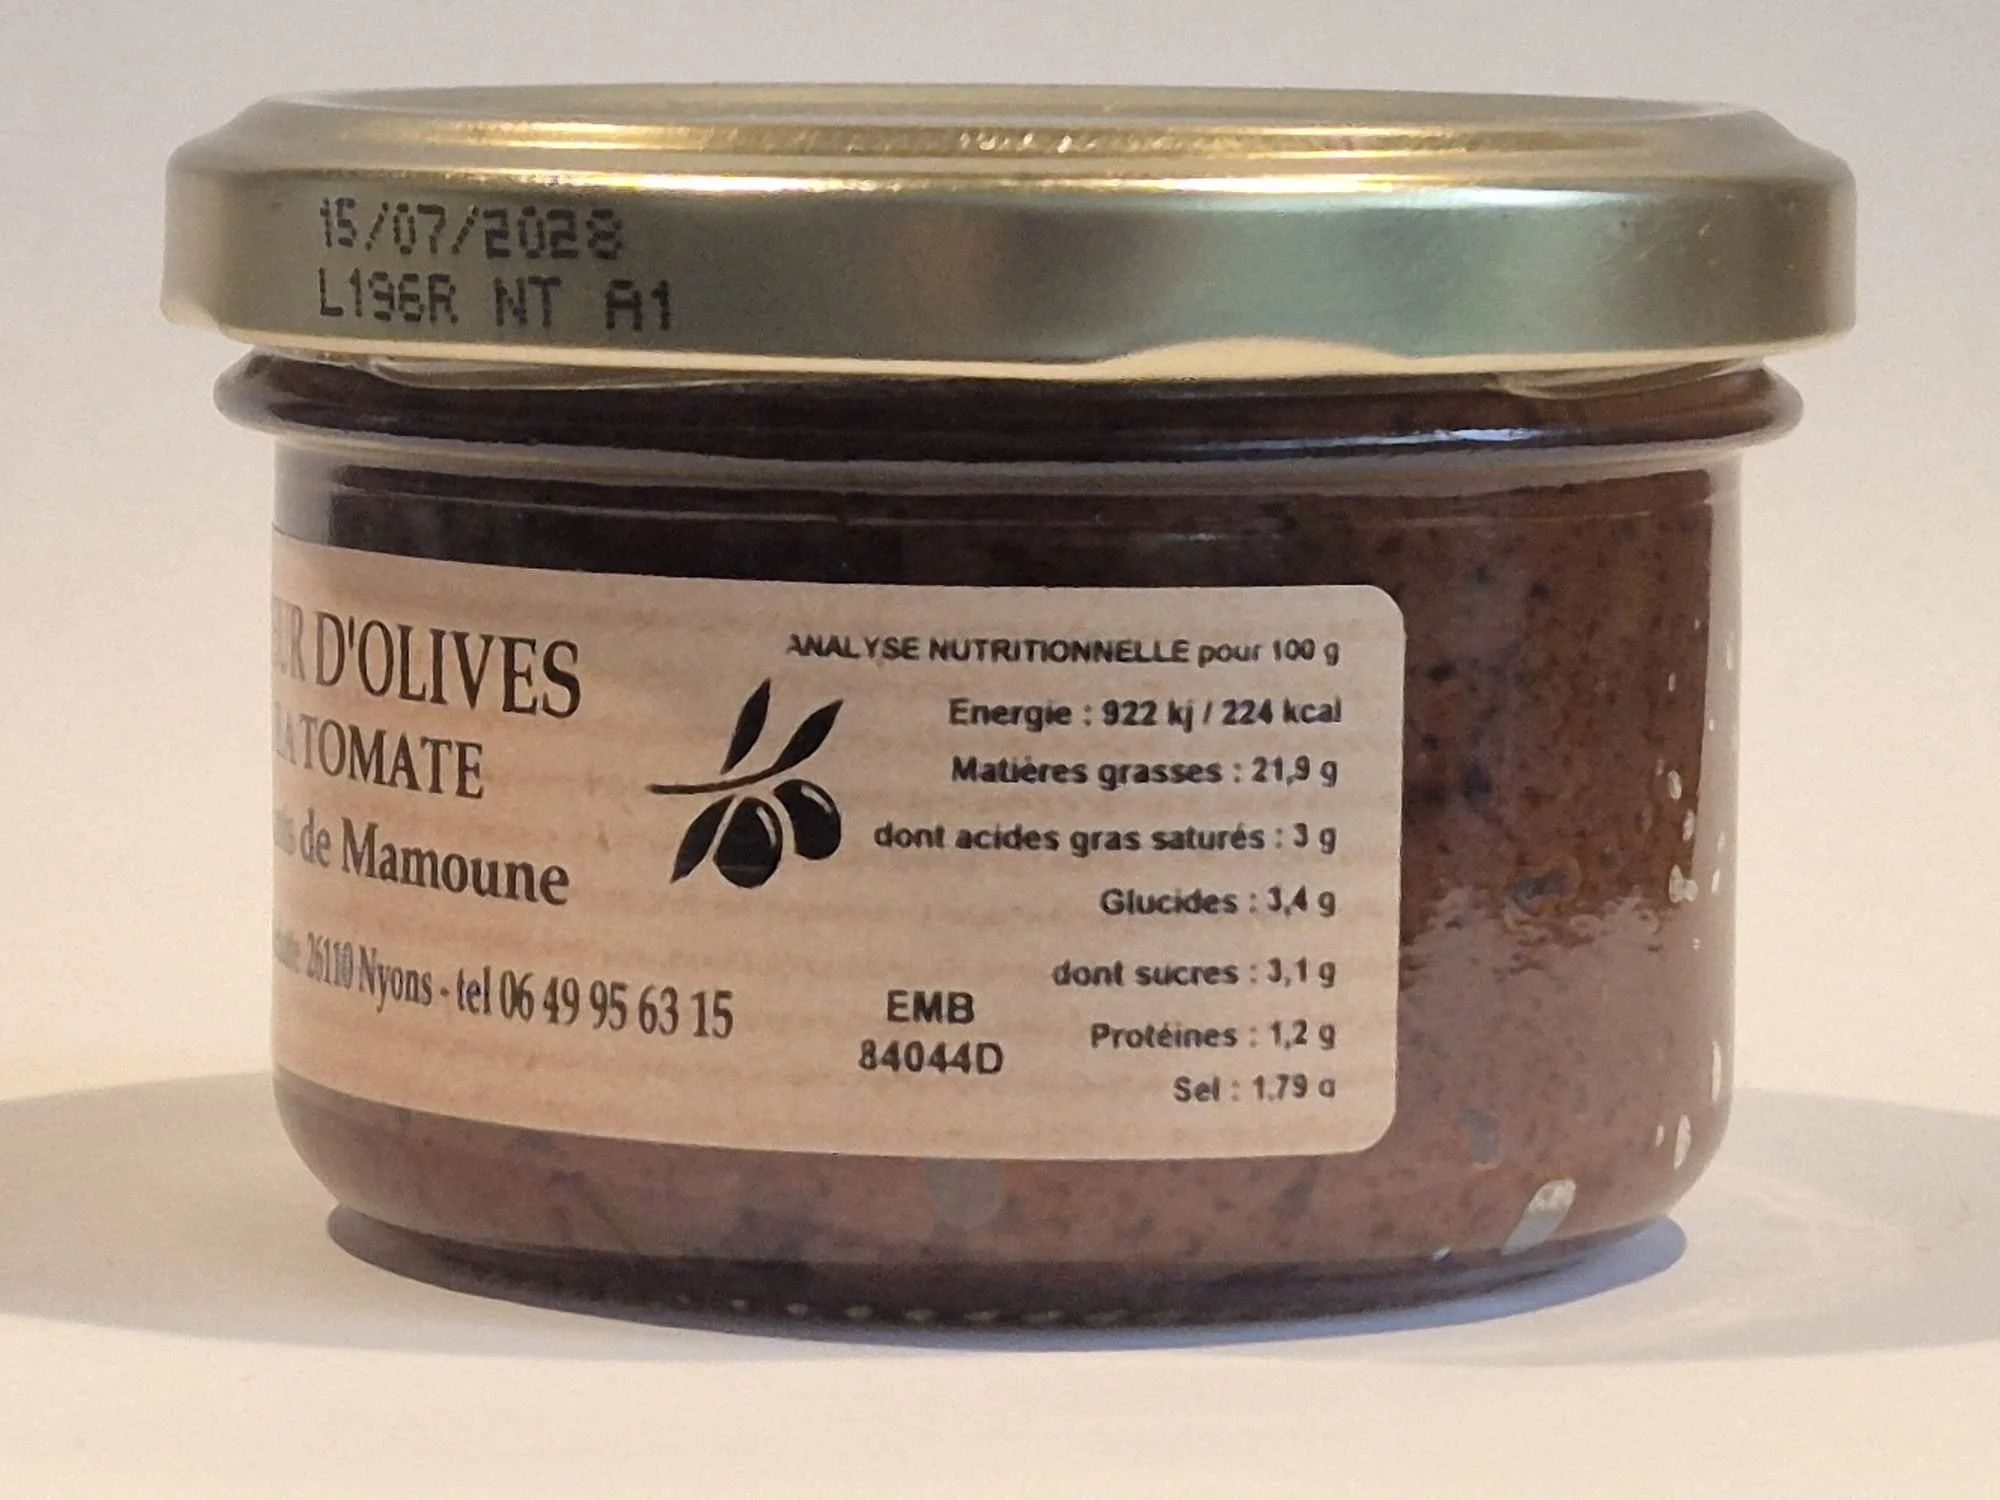 15/07/2028
L196R NT A1
D'OLIVES
LA TOMATE
de Mamoune
26110 Nyons - tel 06 49 95 63 15
ANALYSE NUTRITIONNELLE pour 100 g
Energie : 922 kj / 224 kcal
Matières grasses : 21,9 g
dont acides gras saturés : 3 g
Glucides : 3,4 g
dont sucres : 3,1 g
Protéines : 1,2 g
Sel : 1.79 g
EMB
84044D